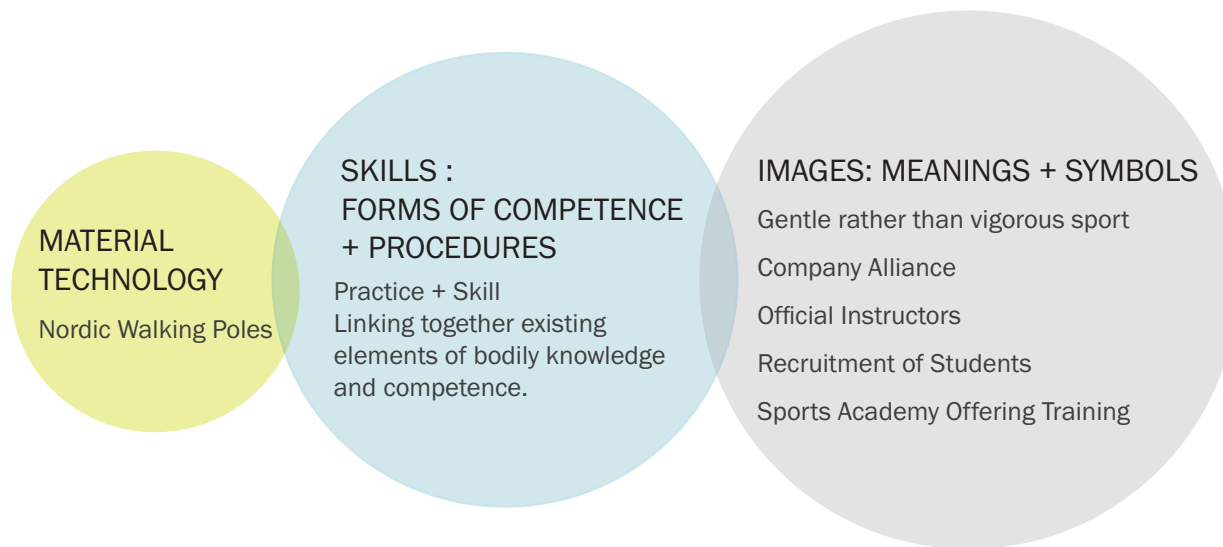 MATERIAL
TECHNOLOGY
Nordic Walking Poles
SKILLS :
FORMS OF COMPETENCE
+ PROCEDURES
Practice + Skill
Linking together existing
elements of bodily knowledge
and competence.
IMAGES: MEANINGS + SYMBOLS
Gentle rather than vigorous sport
Company Alliance
Official Instructors
Recruitment of Students
Sports Academy Offering Training